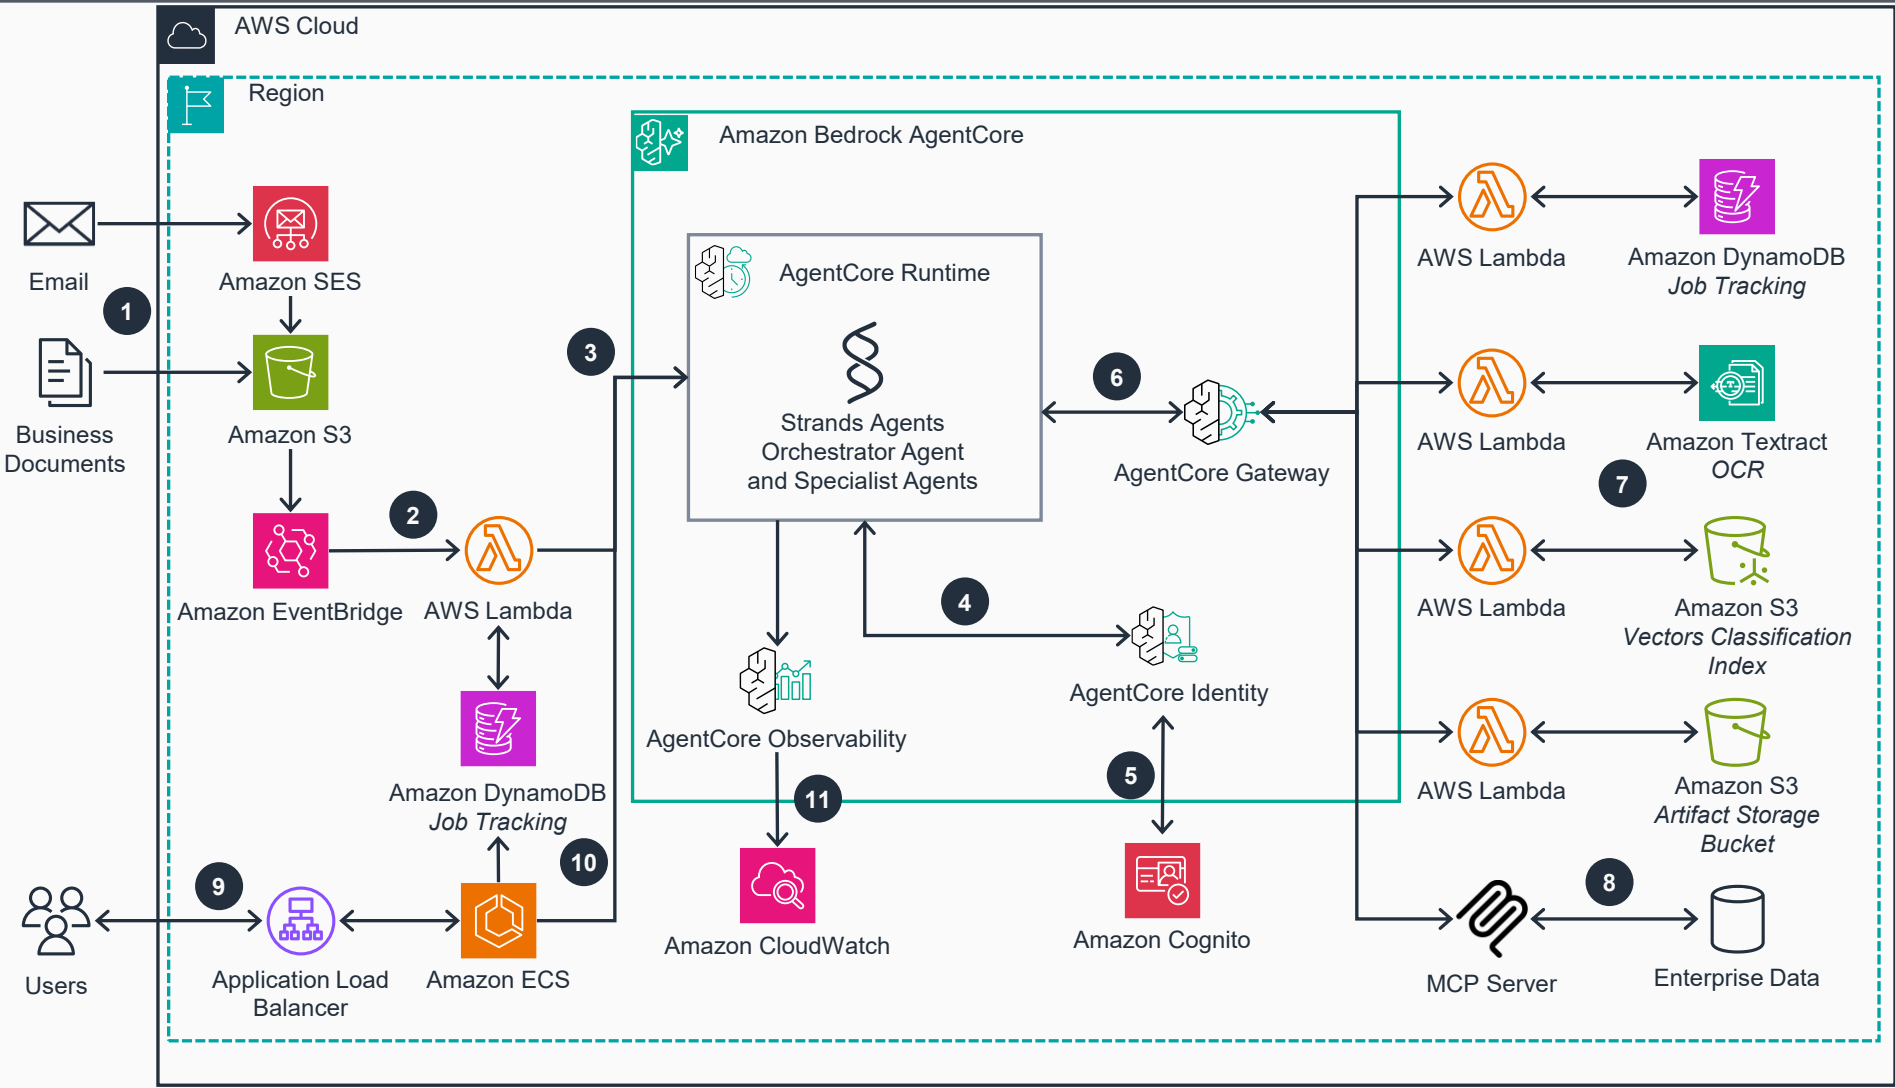 AWS Cloud
Region
Amazon Bedrock AgentCore
Email
Amazon SES
1
Business
Documents
Amazon S3
2
Amazon EventBridge
AWS Lambda
3
AgentCore Runtime
Strands Agents
Orchestrator Agent
and Specialist Agents
6
AgentCore Gateway
4
AgentCore Identity
5
AgentCore Observability
11
Amazon DynamoDB
Job Tracking
10
9
Users
Application Load
Balancer
Amazon ECS
Amazon CloudWatch
Amazon Cognito
AWS Lambda
Amazon DynamoDB
Job Tracking
AWS Lambda
Amazon Textract
OCR
7
AWS Lambda
Amazon S3
Vectors Classification
Index
AWS Lambda
Amazon S3
Artifact Storage
Bucket
8
MCP Server
Enterprise Data